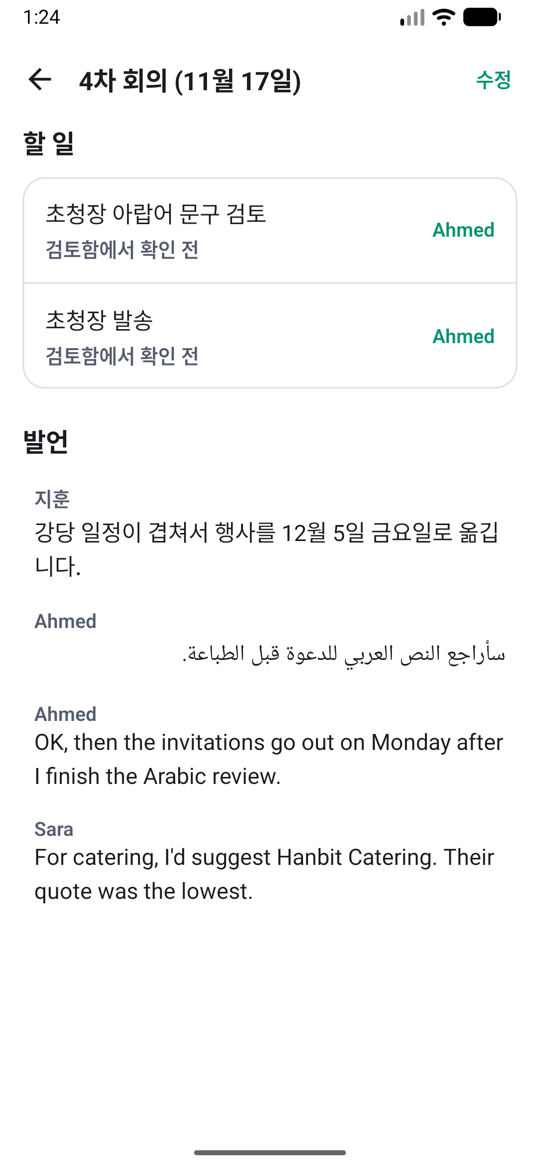 1:24
4차 회의 (11월 17일)
수정
할 일
초청장 아랍어 문구 검토
Ahmed
검토함에서 확인 전
초청장 발송
Ahmed
검토함에서 확인 전
발언
지훈
강당 일정이 겹쳐서 행사를 12월 5일 금요일로 옮깁
니다.
Ahmed
سأراجع النص العربي للدعوة قبل الطباعة.
Ahmed
OK, then the invitations go out on Monday after
I finish the Arabic review.
Sara
For catering, I'd suggest Hanbit Catering. Their
quote was the lowest.